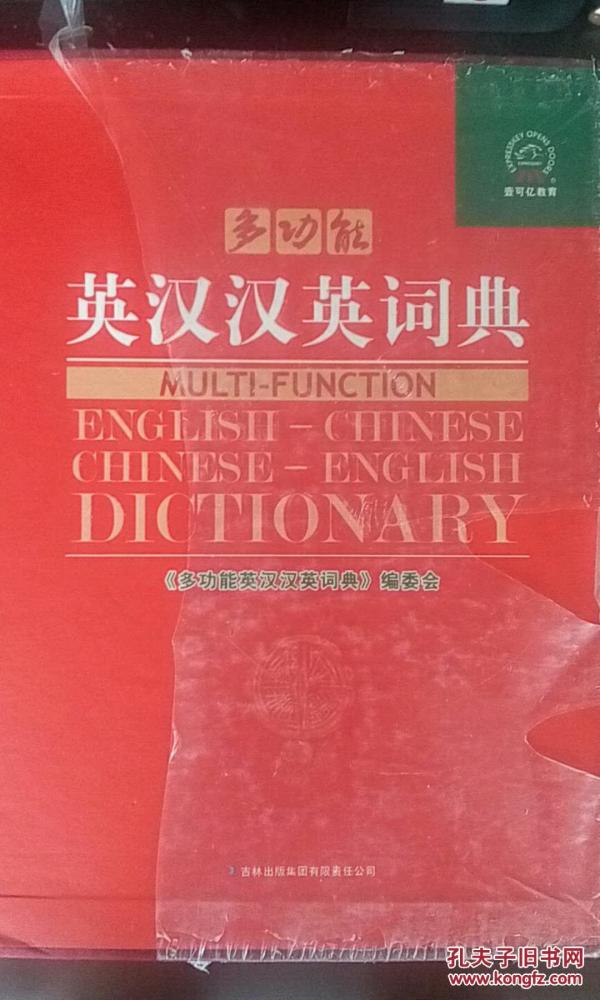 EXPRESSKEY OPENS DOORS
壹可亿教育
多功能
英汉汉英词典
MULTI-FUNCTION
ENGLISH – CHINESE
CHINESE – ENGLISH
DICTIONARY
《多功能英汉汉英词典》编委会
吉林出版集团有限责任公司
孔夫子旧书网
www.kongfz.com